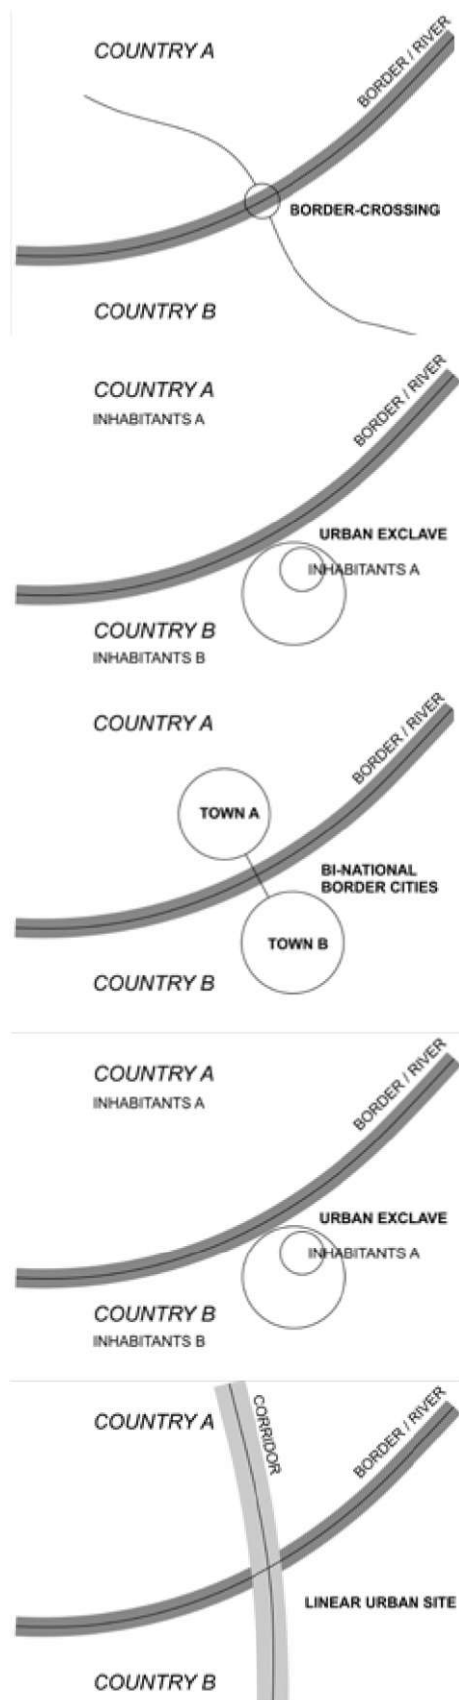 COUNTRY A
BORDER / RIVER
BORDER-CROSSING
COUNTRY B
COUNTRY A
INHABITANTS A
BORDER / RIVER
URBAN EXCLAVE
INHABITANTS A
COUNTRY B
INHABITANTS B
COUNTRY A
BORDER / RIVER
TOWN A
BI-NATIONAL
BORDER CITIES
TOWN B
COUNTRY B
COUNTRY A
INHABITANTS A
BORDER / RIVER
URBAN EXCLAVE
INHABITANTS A
COUNTRY B
INHABITANTS B
COUNTRY A
CORRIDOR
BORDER / RIVER
LINEAR URBAN SITE
COUNTRY B